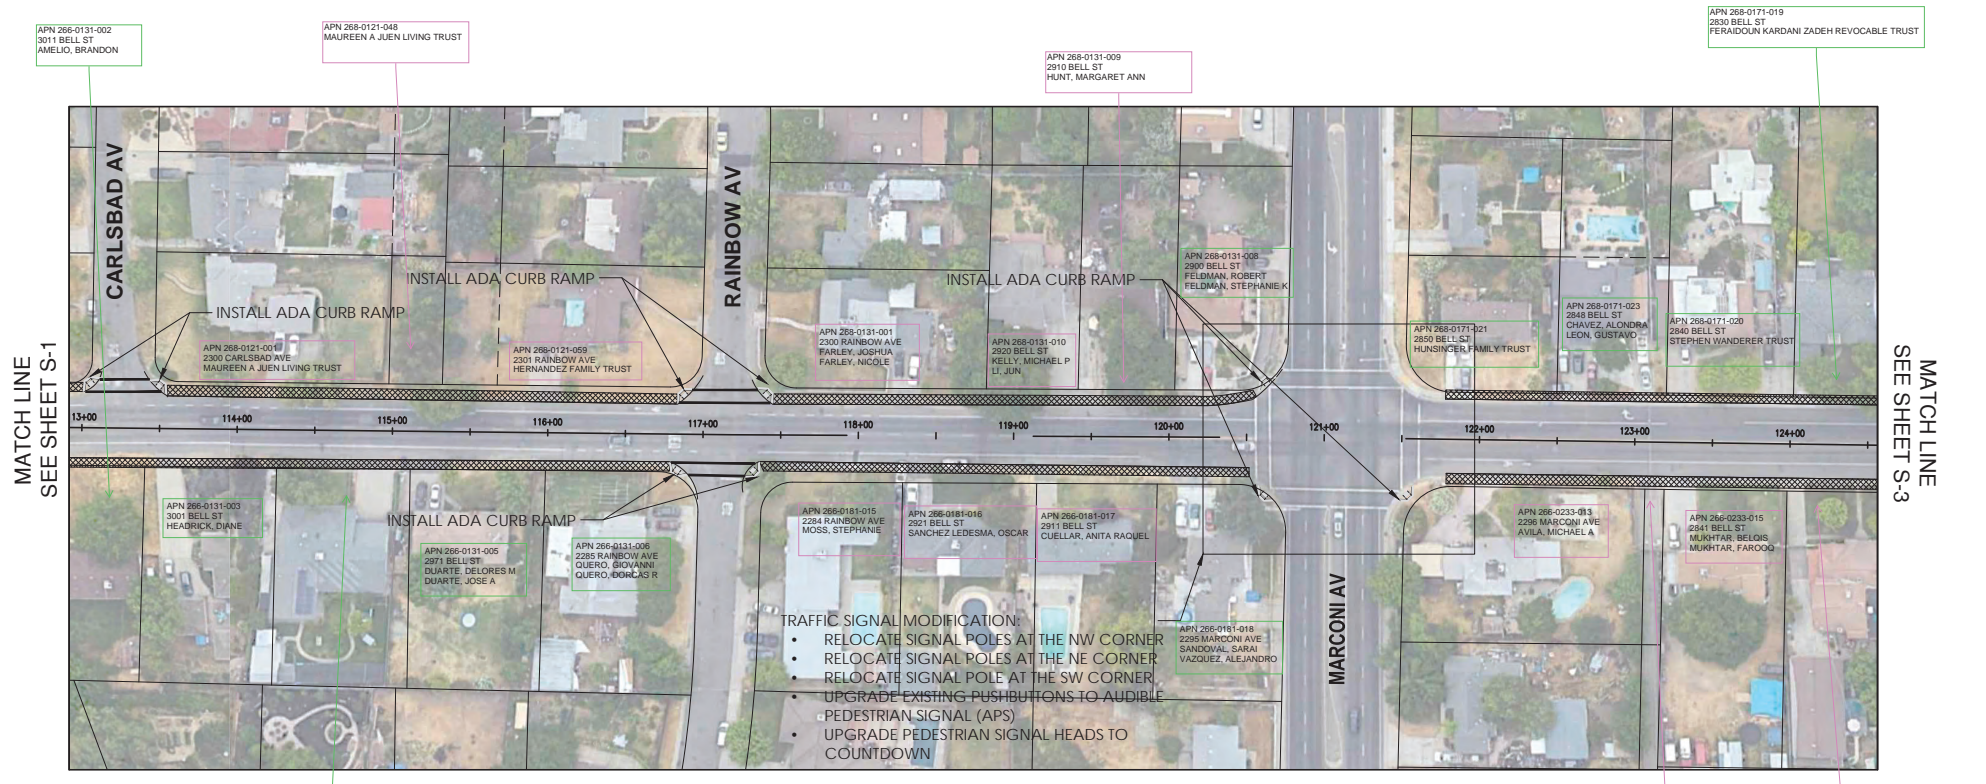 APN 266-0131-002
3011 BELL ST
AMELIO, BRANDON
APN 268-0121-048
MAUREEN A JUEN LIVING TRUST
APN 268-0131-009
2910 BELL ST
HUNT, MARGARET ANN
APN 268-0171-019
2830 BELL ST
FERAIDOUN KARDANI ZADEH REVOCABLE TRUST
CARLSBAD AV
RAINBOW AV
INSTALL ADA CURB RAMP
INSTALL ADA CURB RAMP
INSTALL ADA CURB RAMP
APN 268-0131-008
2900 BELL ST
FELDMAN, ROBERT
FELDMAN, STEPHANIE K
APN 268-0121-001
2300 CARLSBAD AVE
MAUREEN A JUEN LIVING TRUST
APN 268-0121-059
2301 RAINBOW AVE
HERNANDEZ FAMILY TRUST
APN 268-0131-001
2300 RAINBOW AVE
FARLEY, JOSHUA
FARLEY, NICOLE
APN 268-0131-010
2920 BELL ST
KELLY, MICHAEL P
LI, JUN
APN 268-0171-021
2850 BELL ST
HUNSINGER FAMILY TRUST
APN 268-0171-023
2848 BELL ST
CHAVEZ, ALONDRA
LEON, GUSTAVO
APN 268-0171-020
2840 BELL ST
STEPHEN WANDERER TRUST
MATCH LINE
SEE SHEET S-1
MATCH LINE
SEE SHEET S-3
13+00
114+00
115+00
116+00
117+00
118+00
119+00
120+00
121+00
122+00
123+00
124+00
APN 266-0131-003
3001 BELL ST
HEADRICK, DIANE
INSTALL ADA CURB RAMP
APN 266-0131-005
2971 BELL ST
DUARTE, DELORES M
DUARTE, JOSE A
APN 266-0131-006
2285 RAINBOW AVE
QUERO, GIOVANNI
QUERO, DORCAS R
APN 266-0181-015
2284 RAINBOW AVE
MOSS, STEPHANIE
APN 266-0181-016
2921 BELL ST
SANCHEZ LEDESMA, OSCAR
APN 266-0181-017
2911 BELL ST
CUELLAR, ANITA RAQUEL
APN 266-0233-013
2296 MARCONI AVE
AVILA, MICHAEL A
APN 266-0233-015
2841 BELL ST
MUKHTAR, BELQIS
MUKHTAR, FAROOQ
MARCONI AV
TRAFFIC SIGNAL MODIFICATION:
• RELOCATE SIGNAL POLES AT THE NW CORNER
• RELOCATE SIGNAL POLES AT THE NE CORNER
• RELOCATE SIGNAL POLE AT THE SW CORNER
• UPGRADE EXISTING PUSHBUTTONS TO AUDIBLE
PEDESTRIAN SIGNAL (APS)
• UPGRADE PEDESTRIAN SIGNAL HEADS TO
COUNTDOWN
APN 266-0181-018
2295 MARCONI AVE
SANDOVAL, SARAI
VAZQUEZ, ALEJANDRO